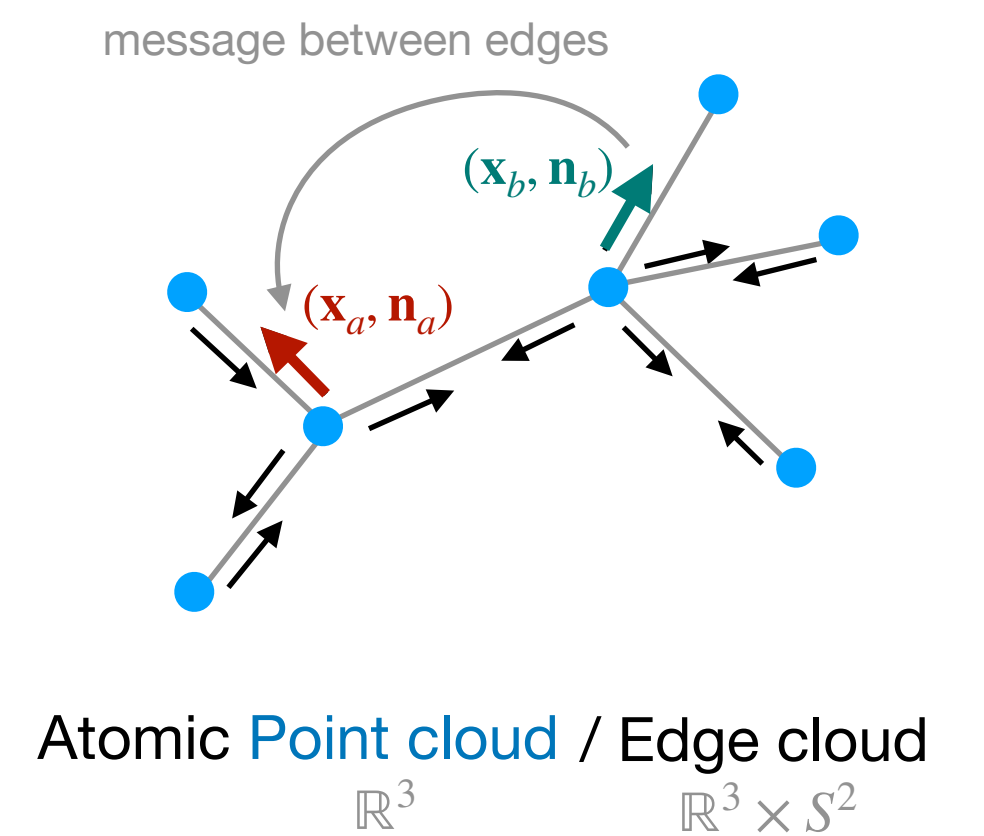 message between edges
(𝐱_b, 𝐧_b)
(𝐱_a, 𝐧_a)
Atomic Point cloud / Edge cloud
ℝ³ ℝ³ × S²